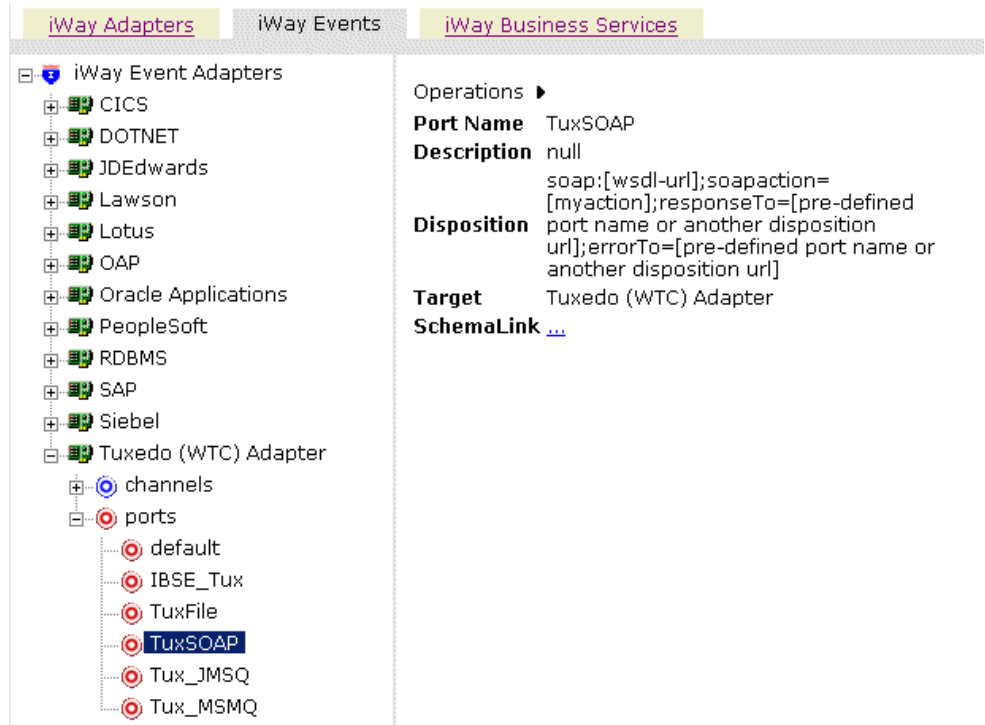 iWay Adapters
iWay Events
iWay Business Services
iWay Event Adapters
CICS
DOTNET
JDEdwards
Lawson
Lotus
OAP
Oracle Applications
PeopleSoft
RDBMS
SAP
Siebel
Tuxedo (WTC) Adapter
channels
ports
default
IBSE_Tux
TuxFile
TuxSOAP
Tux_JMSQ
Tux_MSMQ
Operations
Port Name TuxSOAP
Description null
soap:[wsdl-url];soapaction=
[myaction];responseTo=[pre-defined
Disposition port name or another disposition
url];errorTo=[pre-defined port name or
another disposition url]
Target Tuxedo (WTC) Adapter
SchemaLink ...